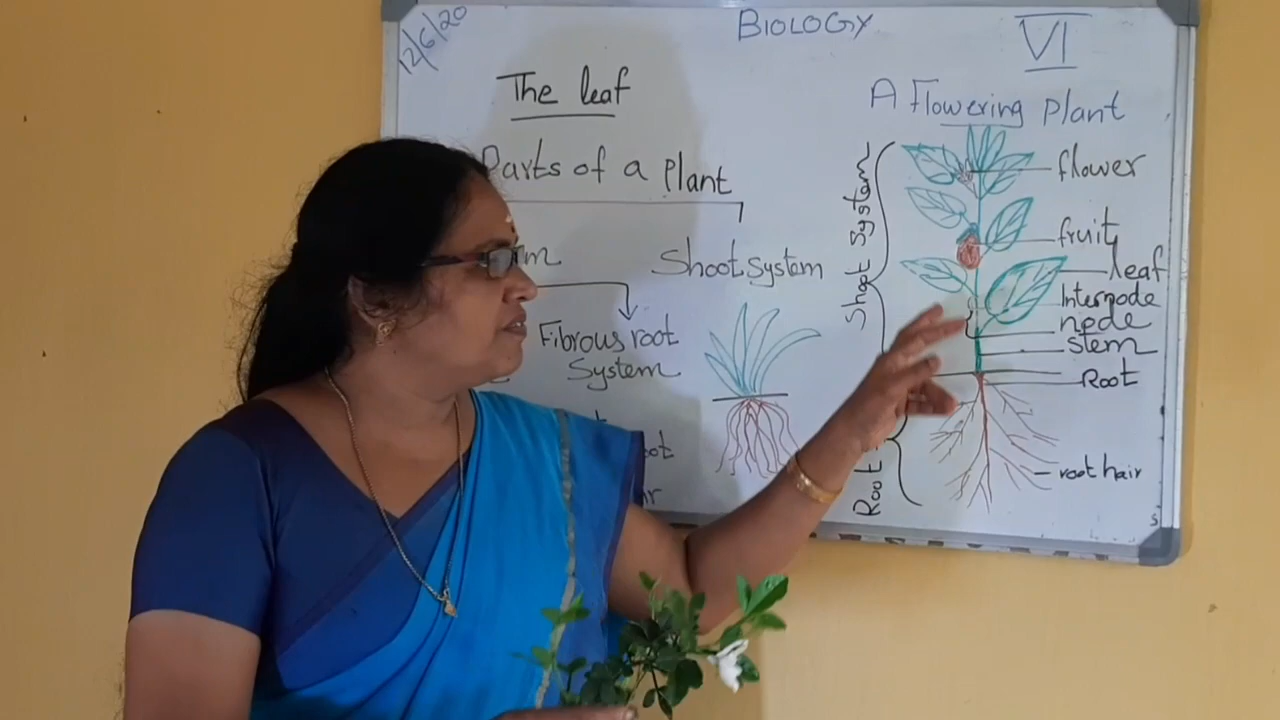 12/6/20
BIOLOGY
VI
The leaf
Parts of a Plant
Shoot System
Fibrous root
System
A Flowering Plant
Shoot System
flower
fruit
leaf
Internode
node
stem
Root
root hair
Root